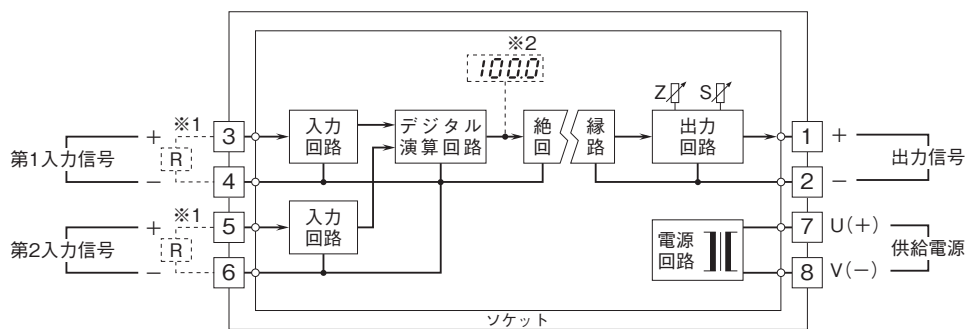 ※2
100.0
Z
S
※1
第1入力信号
+
R
−
3
4
入力
回路
デジタル
演算回路
絶縁
回路
出力
回路
1
+
2
−
出力信号
※1
第2入力信号
+
R
−
5
6
入力
回路
電源
回路
7
U(+)
8
V(−)
供給電源
ソケット